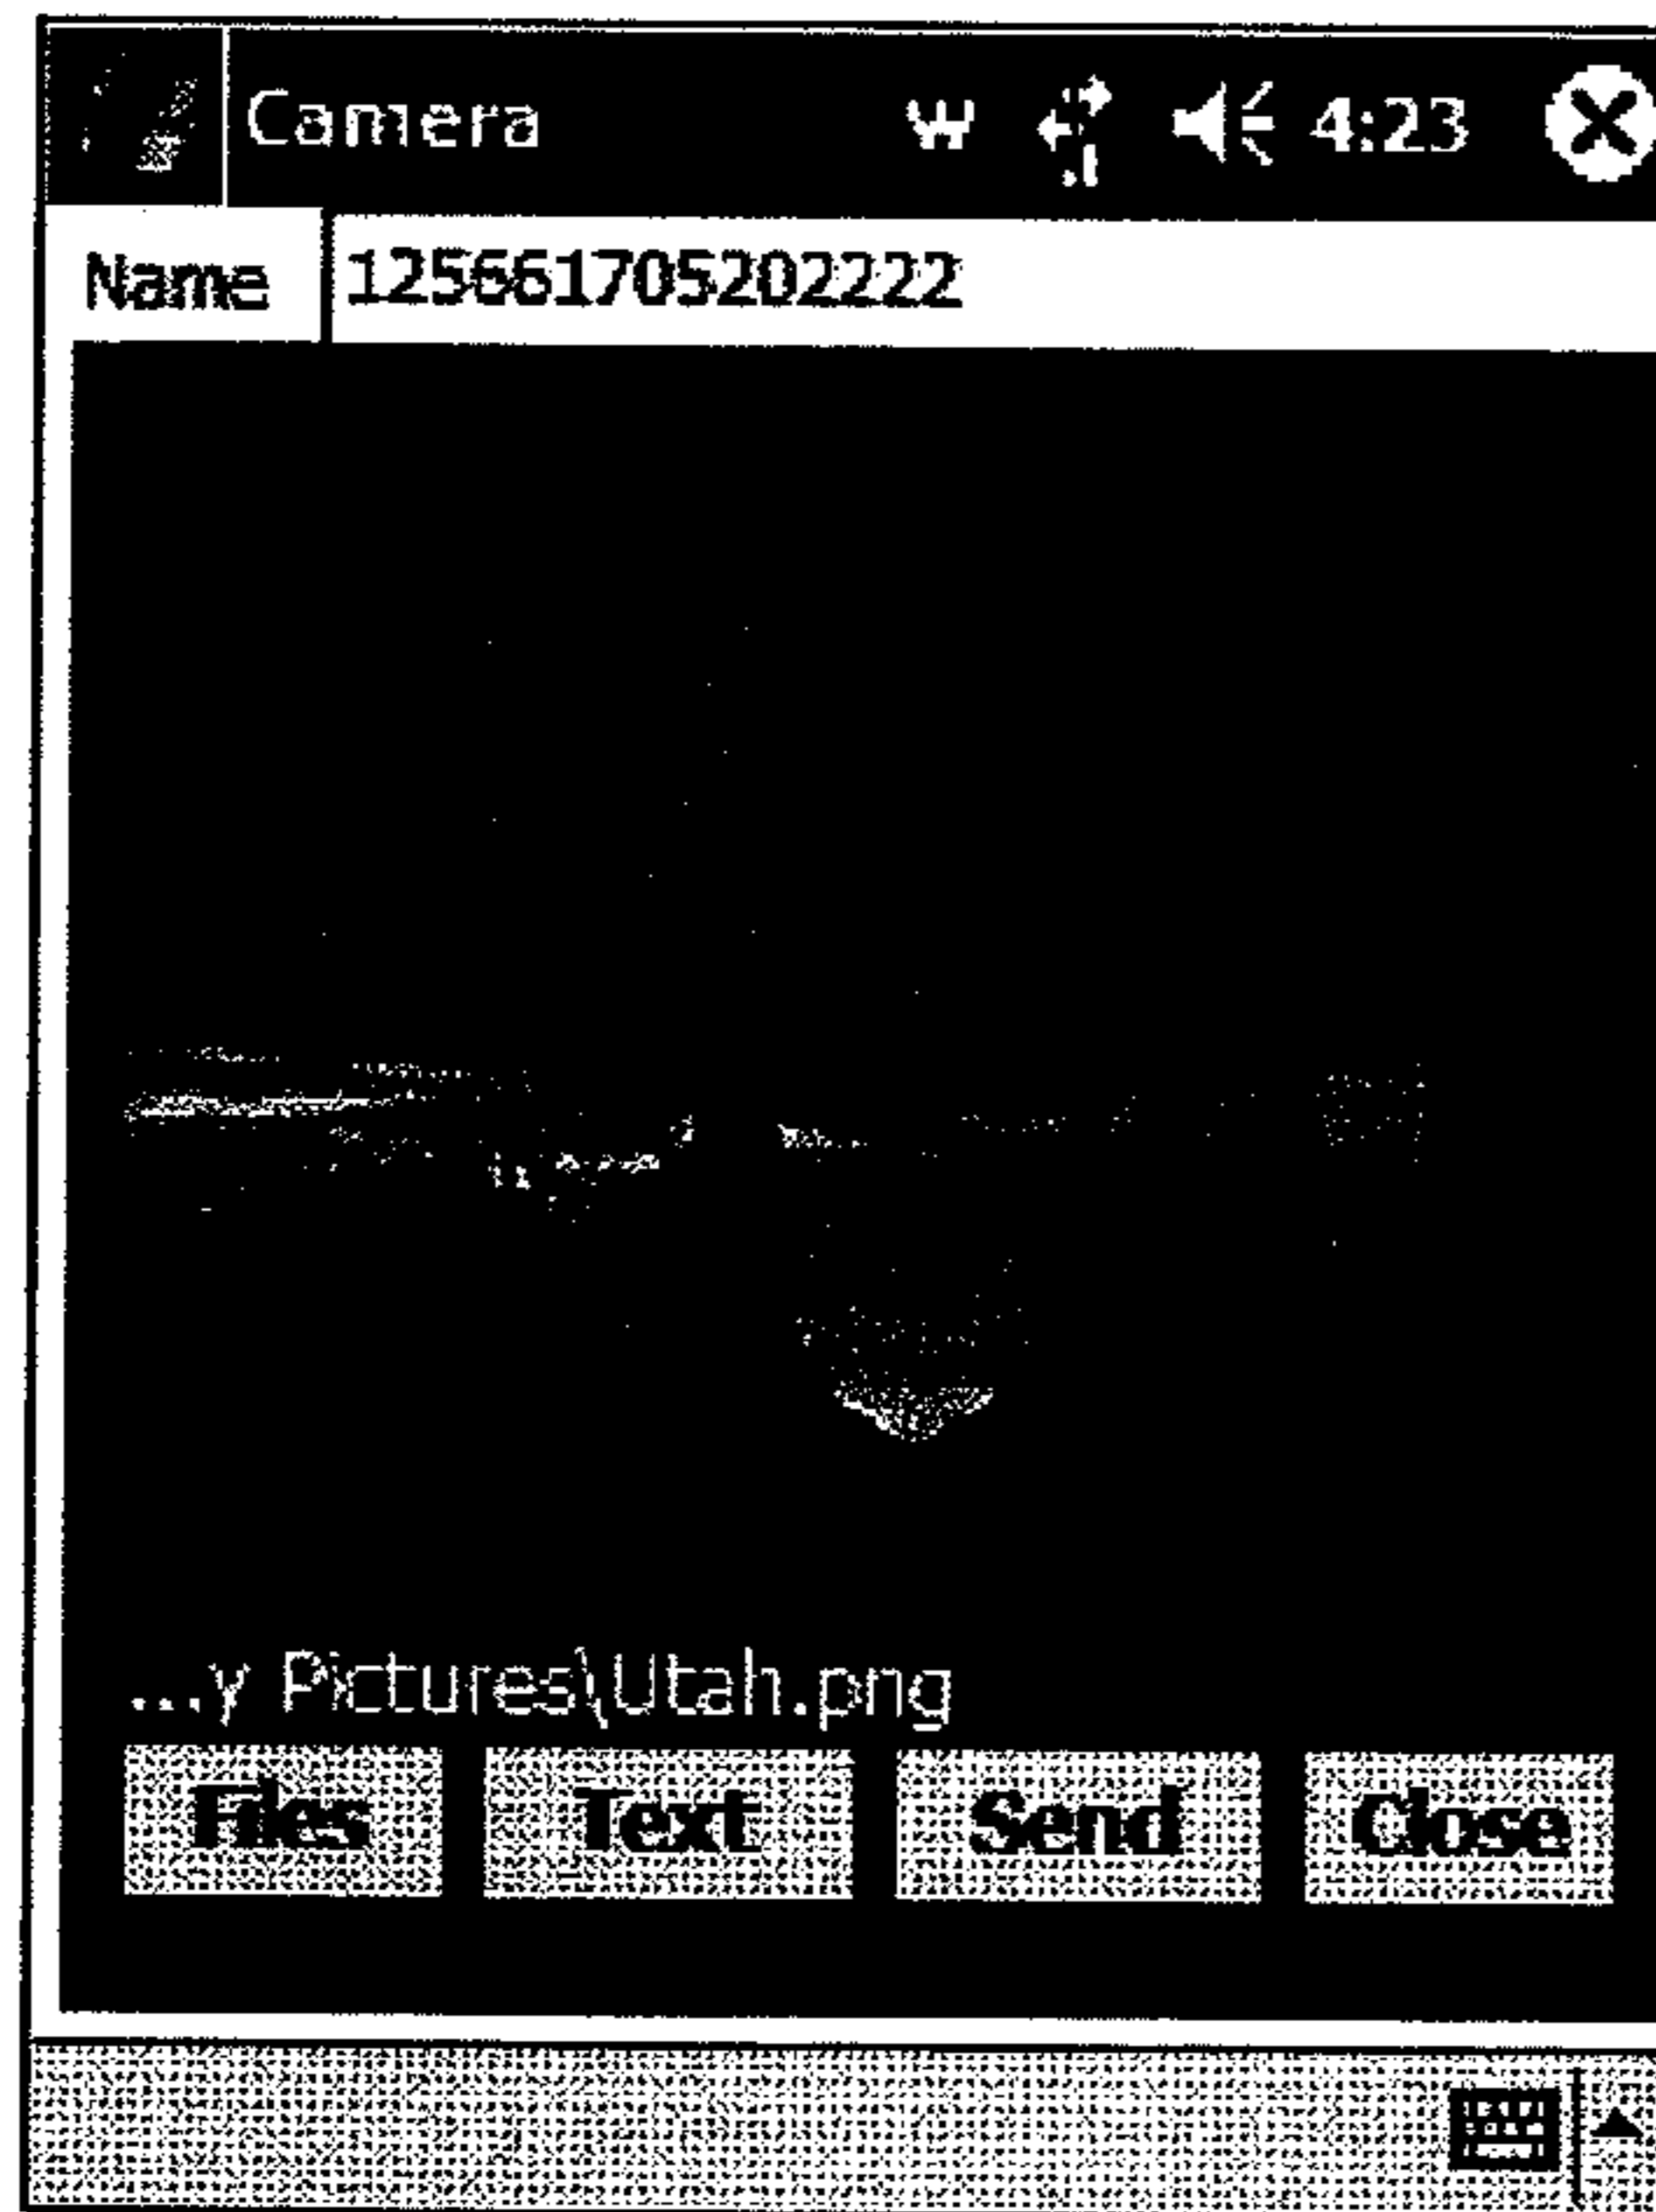 Camera 4:23
Name 125661705202222
...y Pictures\Utah.png
Files Text Send Close